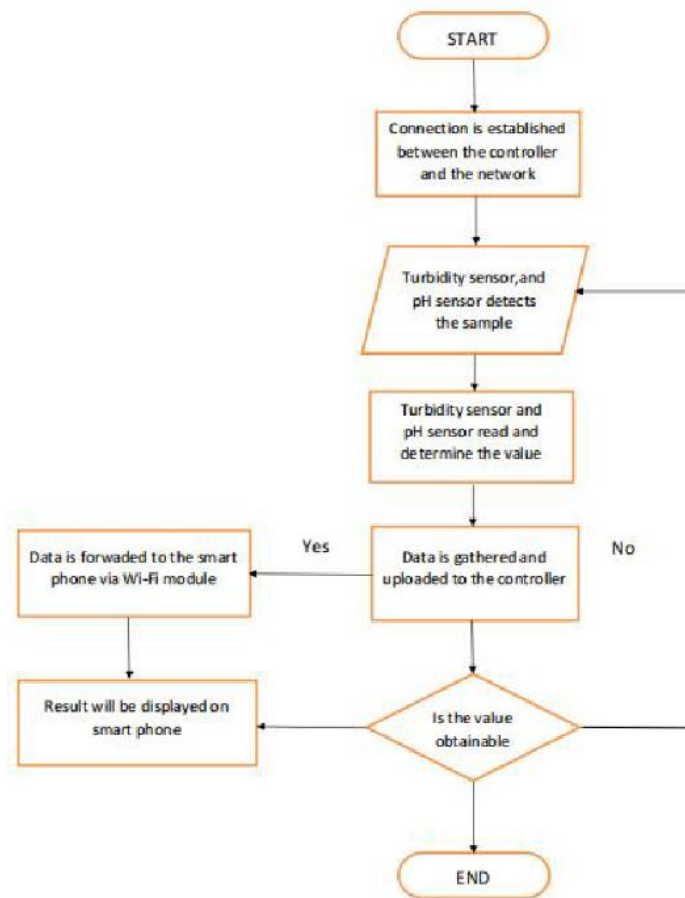 START
Connection is established
between the controller
and the network
Turbidity sensor,and
pH sensor detects
the sample
Turbidity sensor and
pH sensor read and
determine the value
Data is forwaded to the smart
phone via Wi-Fi module
Yes
Data is gathered and
uploaded to the controller
No
Result will be displayed on
smart phone
Is the value
obtainable
END